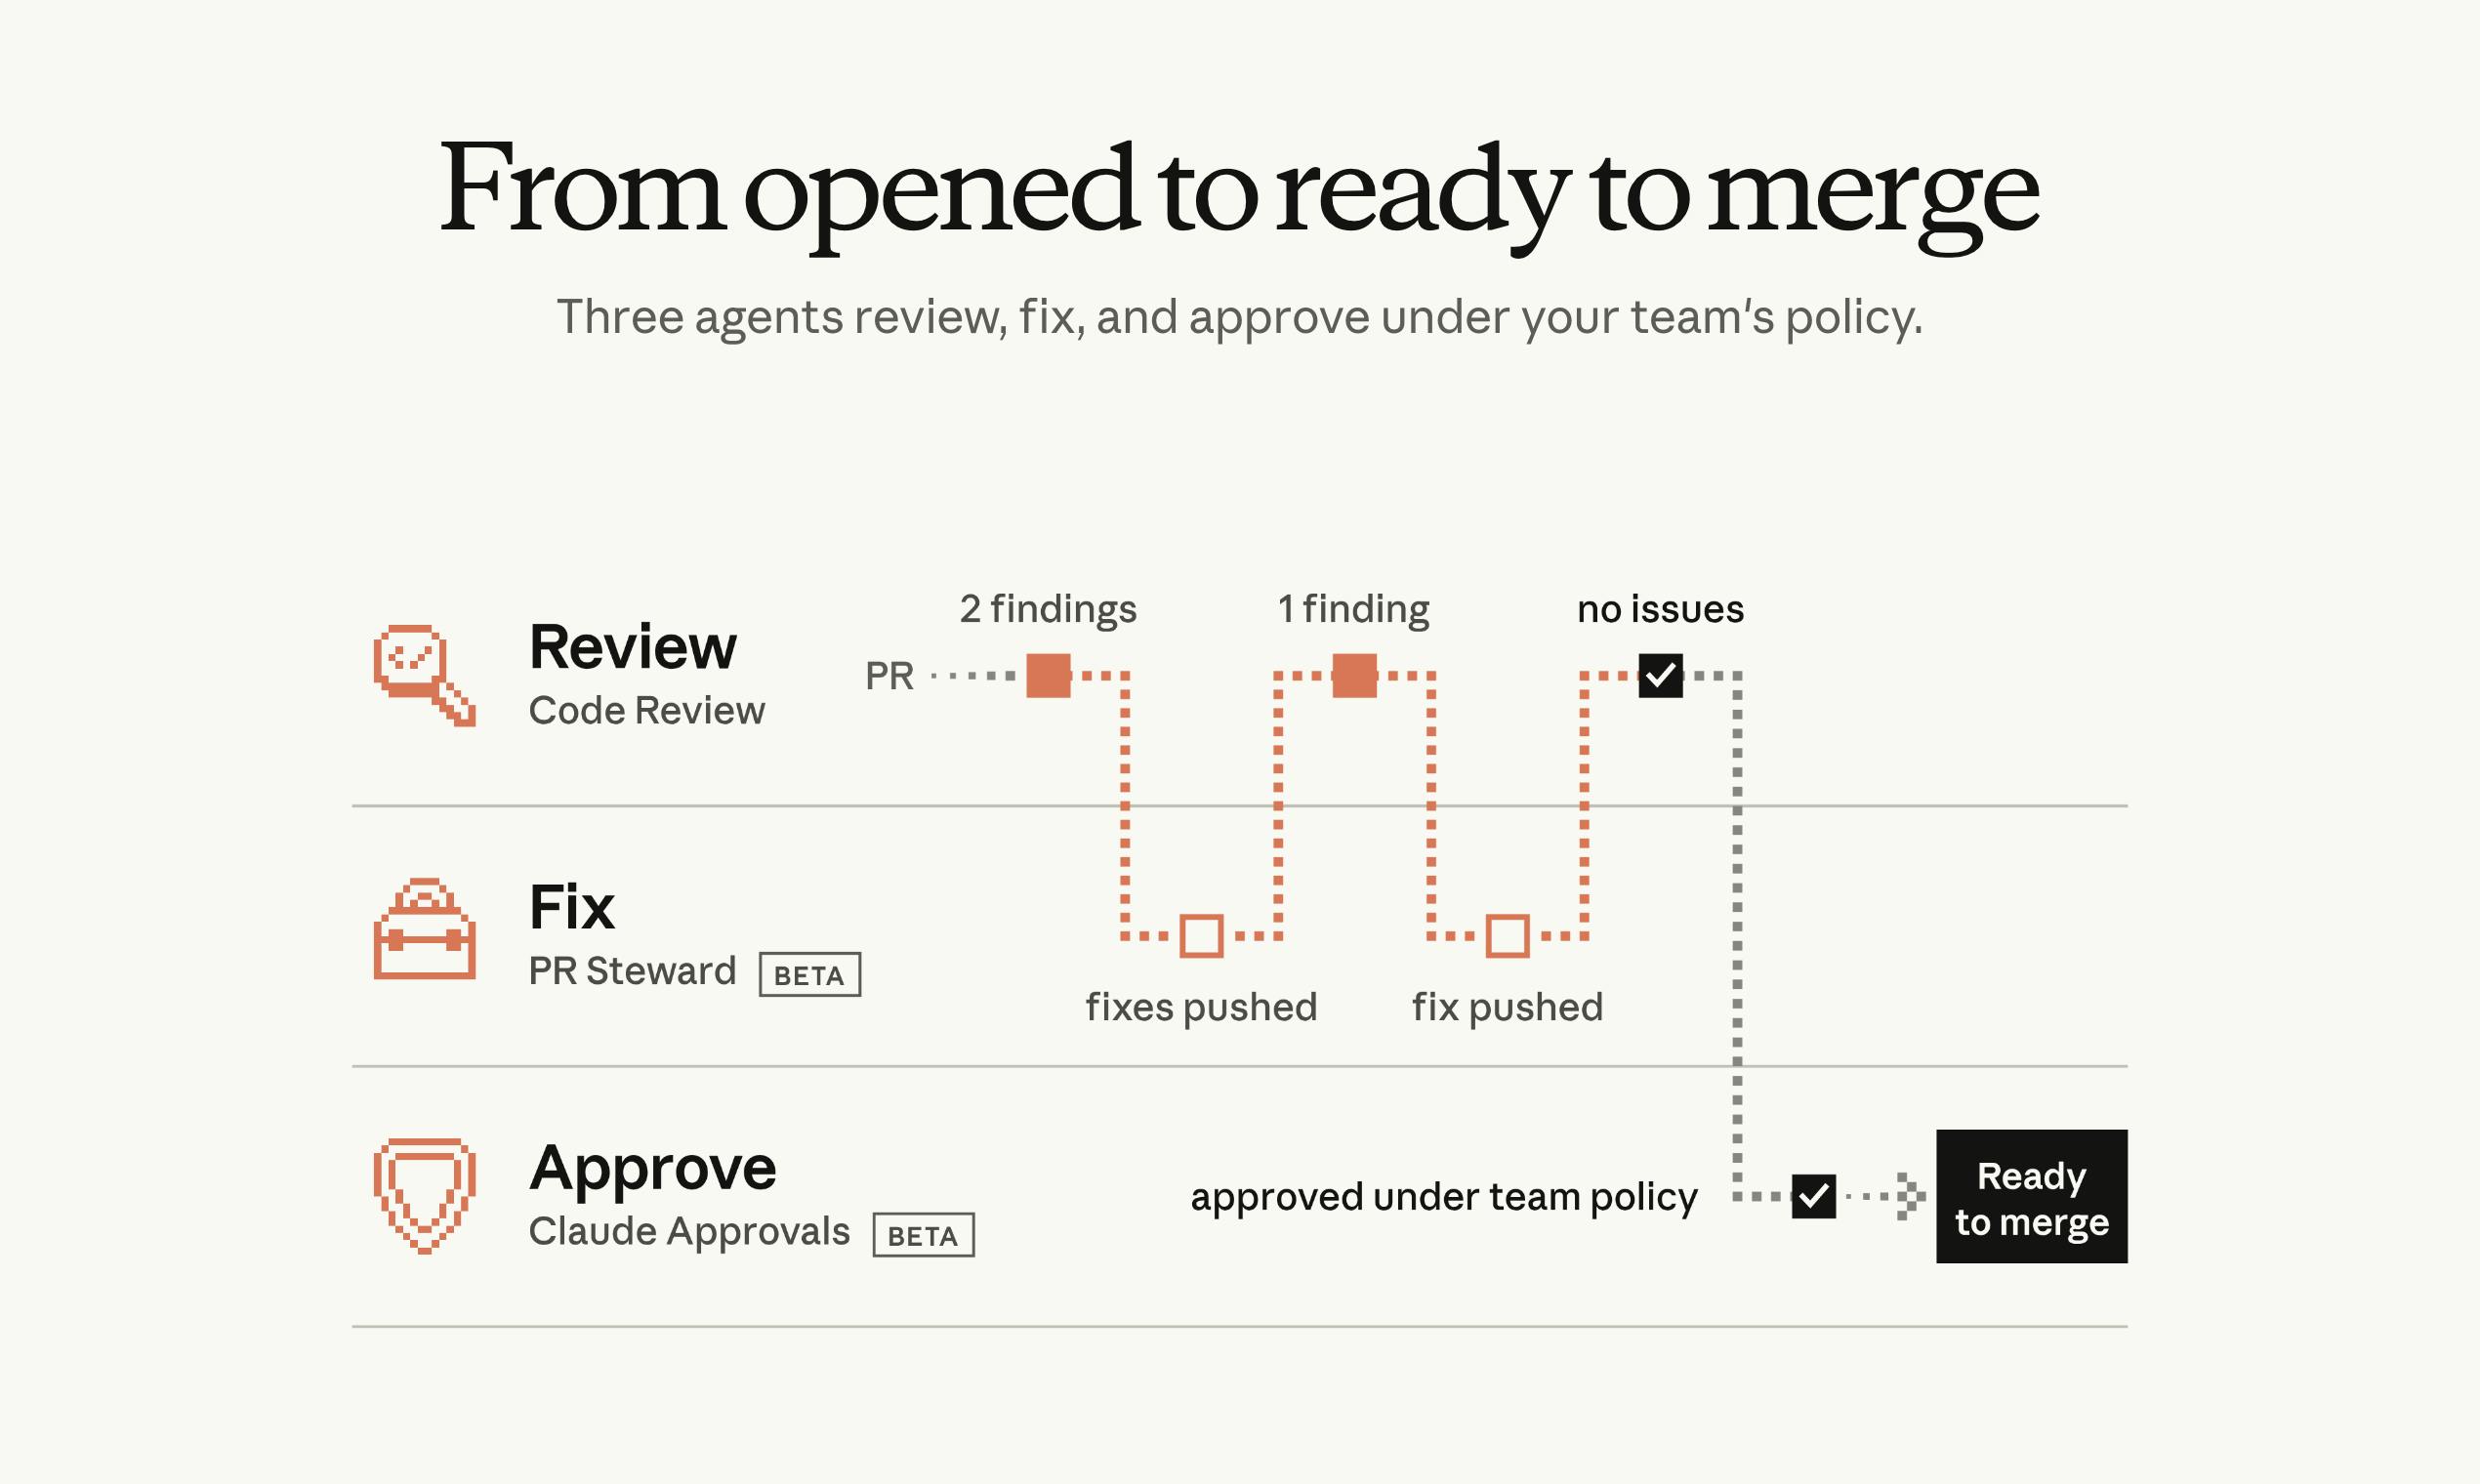 From opened to ready to merge
Three agents review, fix, and approve under your team’s policy.
Review
Code Review
PR
2 findings
1 finding
no issues
Fix
PR Steward BETA
fixes pushed
fix pushed
Approve
Claude Approvals BETA
approved under team policy
Ready
to merge